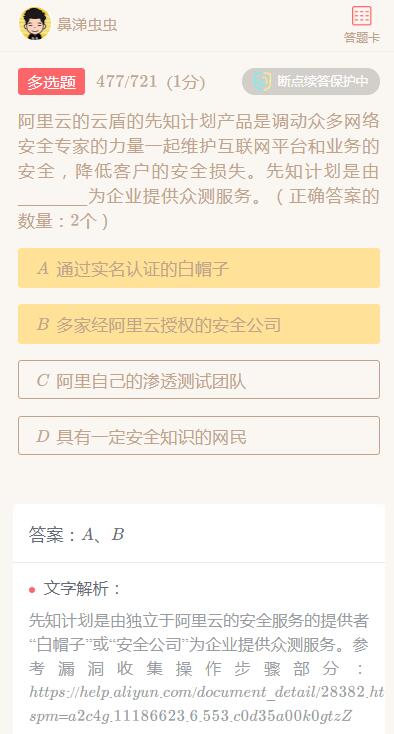 鼻涕虫虫
答题卡
多选题 477/721 (1分) 断点续答保护中
阿里云的云盾的先知计划产品是调动众多网络
安全专家的力量一起维护互联网平台和业务的
安全，降低客户的安全损失。先知计划是由
________为企业提供众测服务。（正确答案的
数量：2个）
A 通过实名认证的白帽子
B 多家经阿里云授权的安全公司
C 阿里自己的渗透测试团队
D 具有一定安全知识的网民
答案：A、B
文字解析：
先知计划是由独立于阿里云的安全服务的提供者
“白帽子”或“安全公司”为企业提供众测服务。参
考漏洞收集操作步骤部分：
https://help.aliyun.com/document_detail/28382.ht
spm=a2c4g.11186623.6.553.c0d35a00k0gtzZ